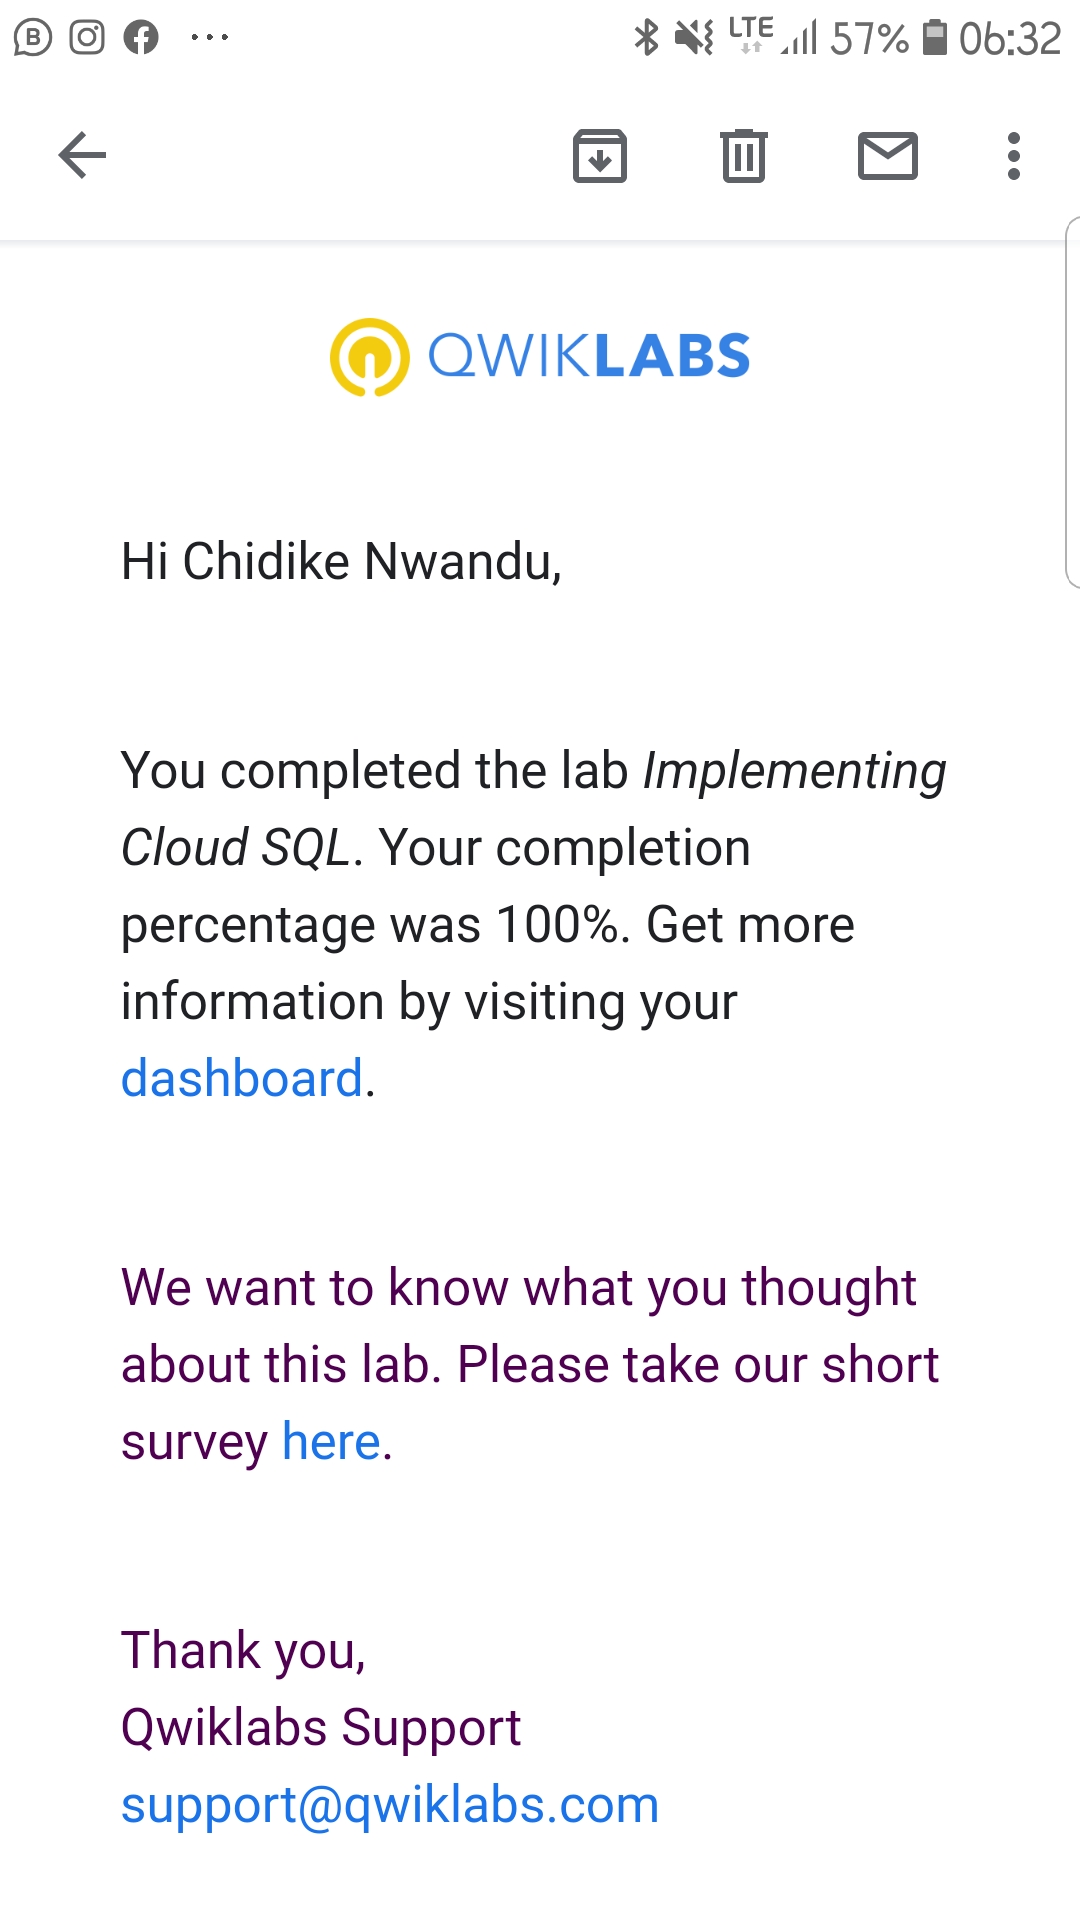 B LTE 57% 06:32
QWIKLABS
Hi Chidike Nwandu,
You completed the lab Implementing
Cloud SQL. Your completion
percentage was 100%. Get more
information by visiting your
dashboard.
We want to know what you thought
about this lab. Please take our short
survey here.
Thank you,
Qwiklabs Support
support@qwiklabs.com